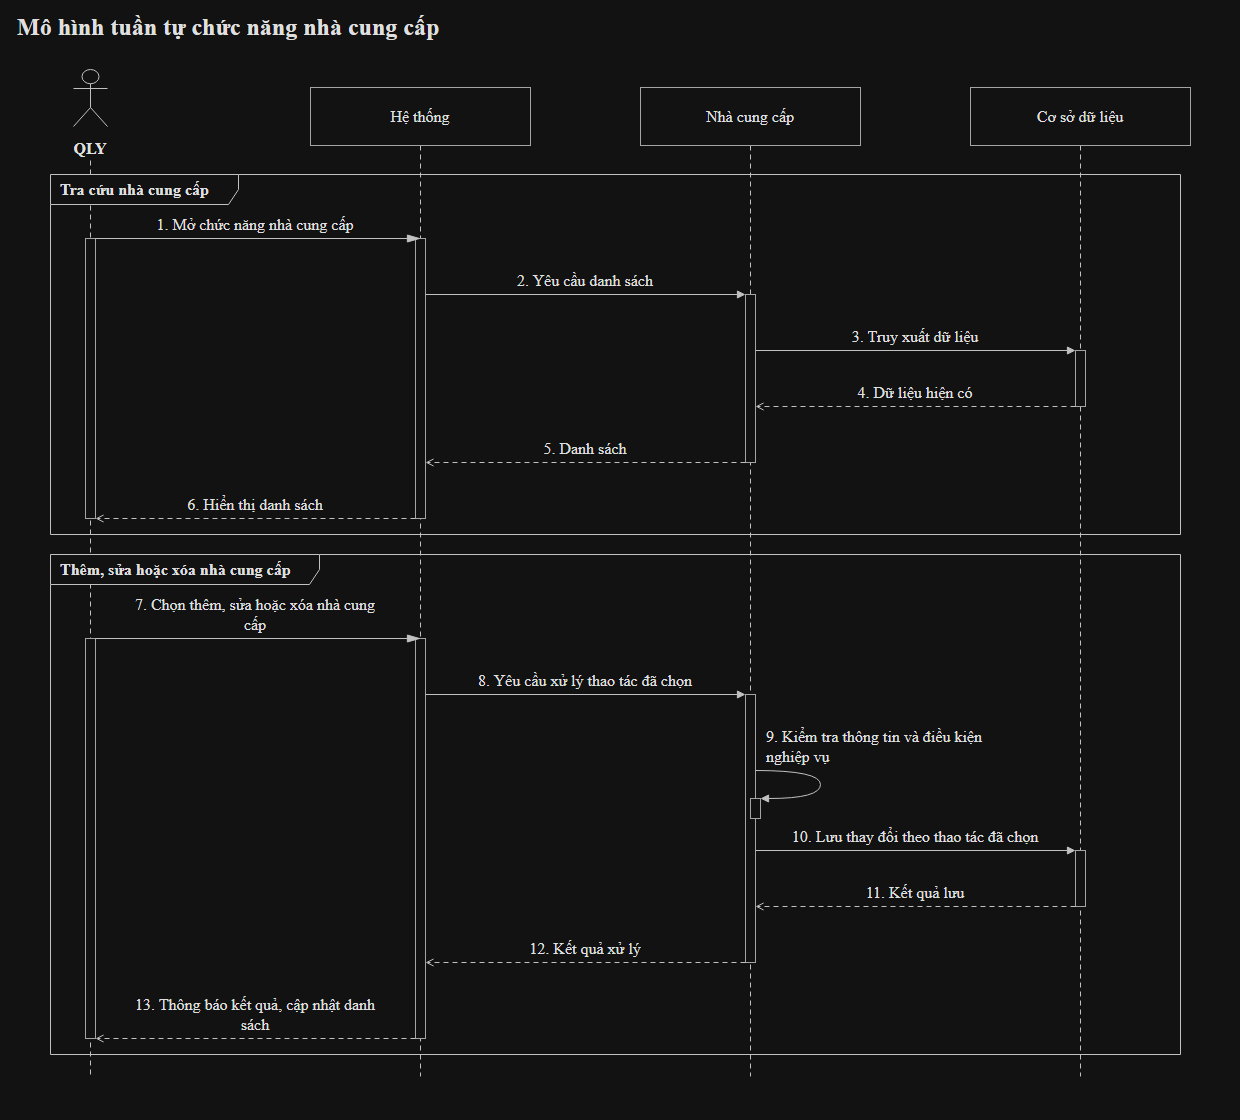 Mô hình tuần tự chức năng nhà cung cấp
QLY
Hệ thống
Nhà cung cấp
Cơ sở dữ liệu
Tra cứu nhà cung cấp
1. Mở chức năng nhà cung cấp
2. Yêu cầu danh sách
3. Truy xuất dữ liệu
4. Dữ liệu hiện có
5. Danh sách
6. Hiển thị danh sách
Thêm, sửa hoặc xóa nhà cung cấp
7. Chọn thêm, sửa hoặc xóa nhà cung
cấp
8. Yêu cầu xử lý thao tác đã chọn
9. Kiểm tra thông tin và điều kiện
nghiệp vụ
10. Lưu thay đổi theo thao tác đã chọn
11. Kết quả lưu
12. Kết quả xử lý
13. Thông báo kết quả, cập nhật danh
sách